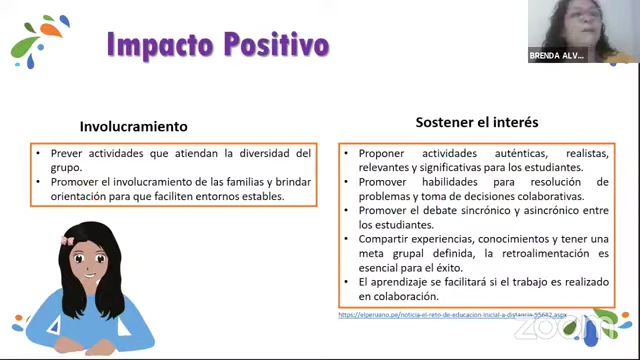 Impacto Positivo
BRENDA ALV...
Involucramiento
• Prever actividades que atiendan la diversidad del
grupo.
• Promover el involucramiento de las familias y brindar
orientación para que faciliten entornos estables.
Sostener el interés
• Proponer actividades auténticas, realistas,
relevantes y significativas para los estudiantes.
• Promover habilidades para resolución de
problemas y toma de decisiones colaborativas.
• Promover el debate sincrónico y asincrónico entre
los estudiantes.
• Compartir experiencias, conocimientos y tener una
meta grupal definida, la retroalimentación es
esencial para el éxito.
• El aprendizaje se facilitará si el trabajo es realizado
en colaboración.
https://elperuano.pe/noticia-el-reto-de-educacion-inicial-a-distancia-95682.aspx
zoom